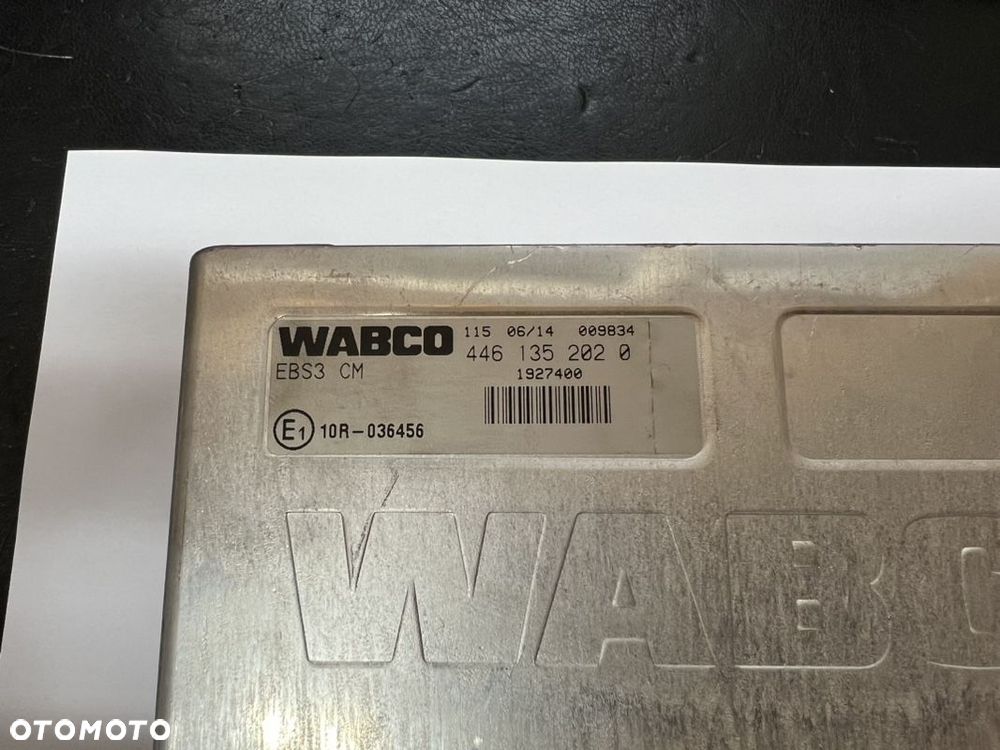 WABCO 115 06/14 009834
446 135 202 0
EBS3 CM 1927400
E1 10R-036456
WABC
OTOMOTO